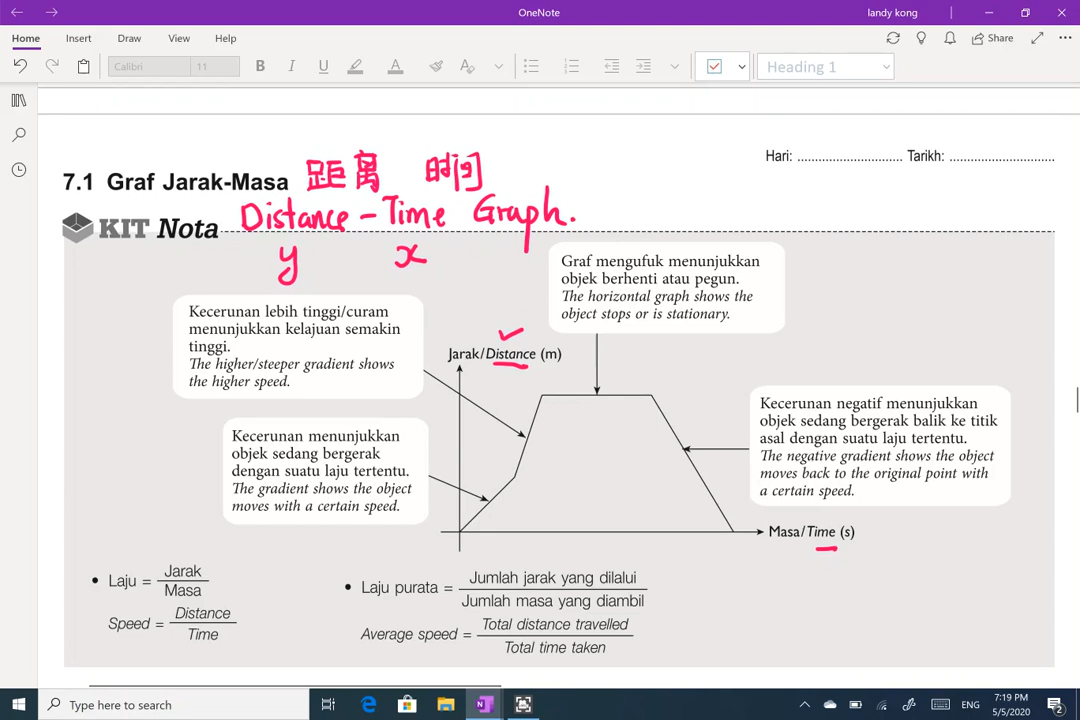 OneNote
landy kong
Home Insert Draw View Help
Share
Calibri 11 B I U A A Heading 1
Hari: .............................. Tarikh: ..............................
7.1 Graf Jarak-Masa 距离 时间
KIT Nota Distance - Time Graph.
y x
Graf mengufuk menunjukkan
objek berhenti atau pegun.
The horizontal graph shows the
object stops or is stationary.
Kecerunan lebih tinggi/curam
menunjukkan kelajuan semakin
tinggi.
The higher/steeper gradient shows
the higher speed.
Jarak/Distance (m)
Kecerunan menunjukkan
objek sedang bergerak
dengan suatu laju tertentu.
The gradient shows the object
moves with a certain speed.
Kecerunan negatif menunjukkan
objek sedang bergerak balik ke titik
asal dengan suatu laju tertentu.
The negative gradient shows the object
moves back to the original point with
a certain speed.
Masa/Time (s)
• Laju = Jarak
Masa
Speed = Distance
Time
• Laju purata = Jumlah jarak yang dilalui
Jumlah masa yang diambil
Average speed = Total distance travelled
Total time taken
Type here to search
ENG
7:19 PM
5/5/2020
2